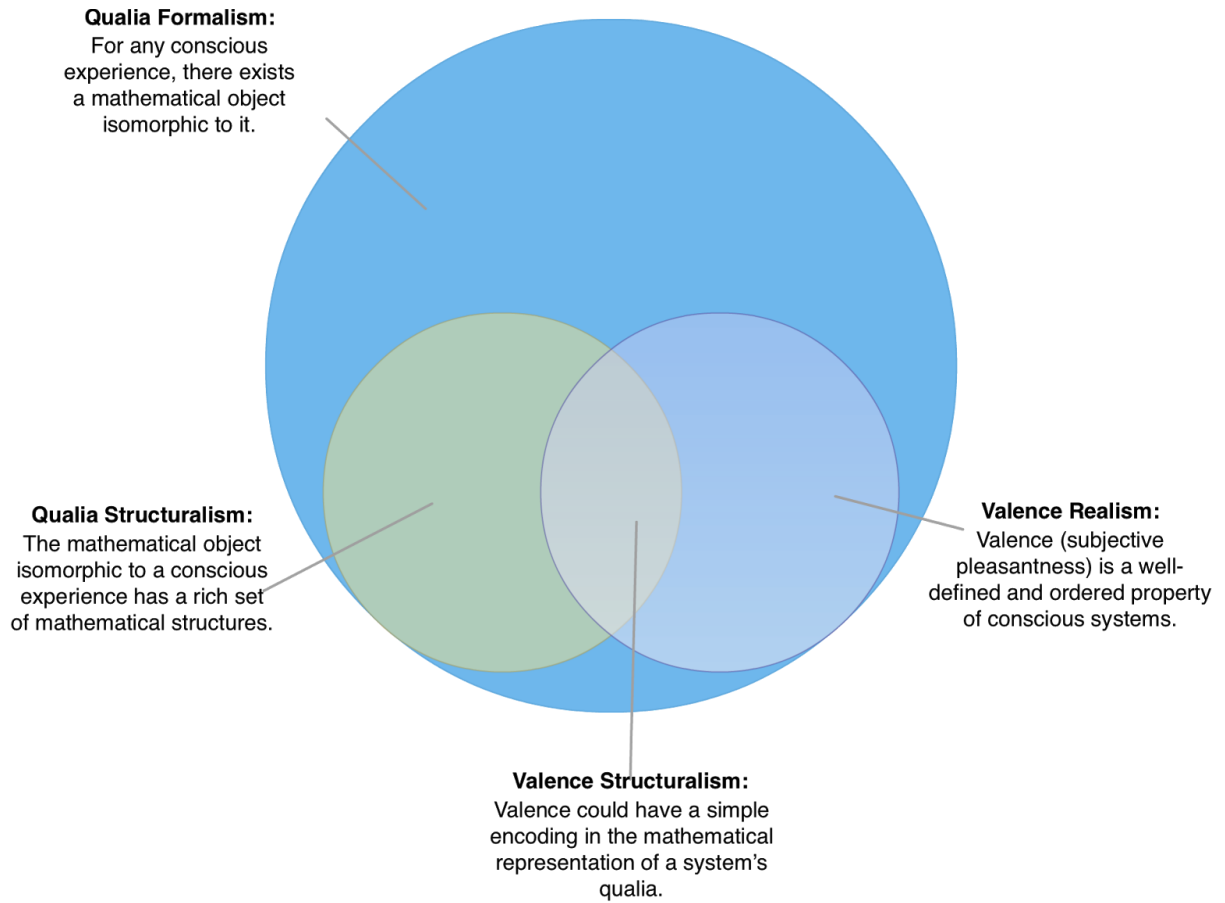 Qualia Formalism:
For any conscious
experience, there exists
a mathematical object
isomorphic to it.
Qualia Structuralism:
The mathematical object
isomorphic to a conscious
experience has a rich set
of mathematical structures.
Valence Realism:
Valence (subjective
pleasantness) is a well-
defined and ordered property
of conscious systems.
Valence Structuralism:
Valence could have a simple
encoding in the mathematical
representation of a system’s
qualia.